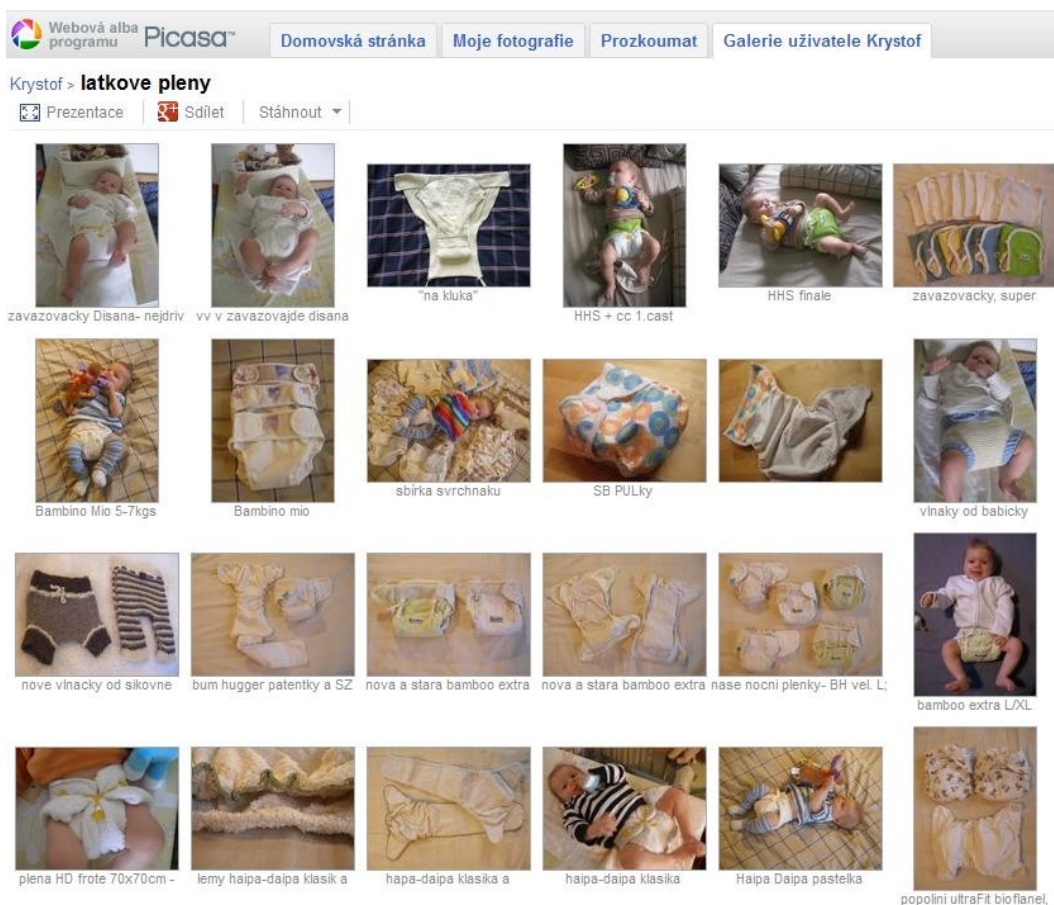 Webová alba
programu Picasa™
Domovská stránka
Moje fotografie
Prozkoumat
Galerie uživatele Krystof
Krystof > latkove pleny
Prezentace
Sdílet
Stáhnout
zavazovacky Disana- nejdriv
vv v zavazovajde disana
"na kluka"
HHS + cc 1.cast
HHS finale
zavazovacky, super
Bambino Mio 5-7kgs
Bambino mio
sbírka svrchnaku
SB PULky
vlnaky od babicky
nove vlnacky od sikovne
bum hugger patentky a SZ
nova a stara bamboo extra
nova a stara bamboo extra
nase nocni plenky- BH vel. L;
bamboo extra L/XL
plena HD frote 70x70cm -
lemy haipa-daipa klasik a
hapa-daipa klasika a
haipa-daipa klasika
Haipa Daipa pastelka
popolini ultraFit bioflanel,